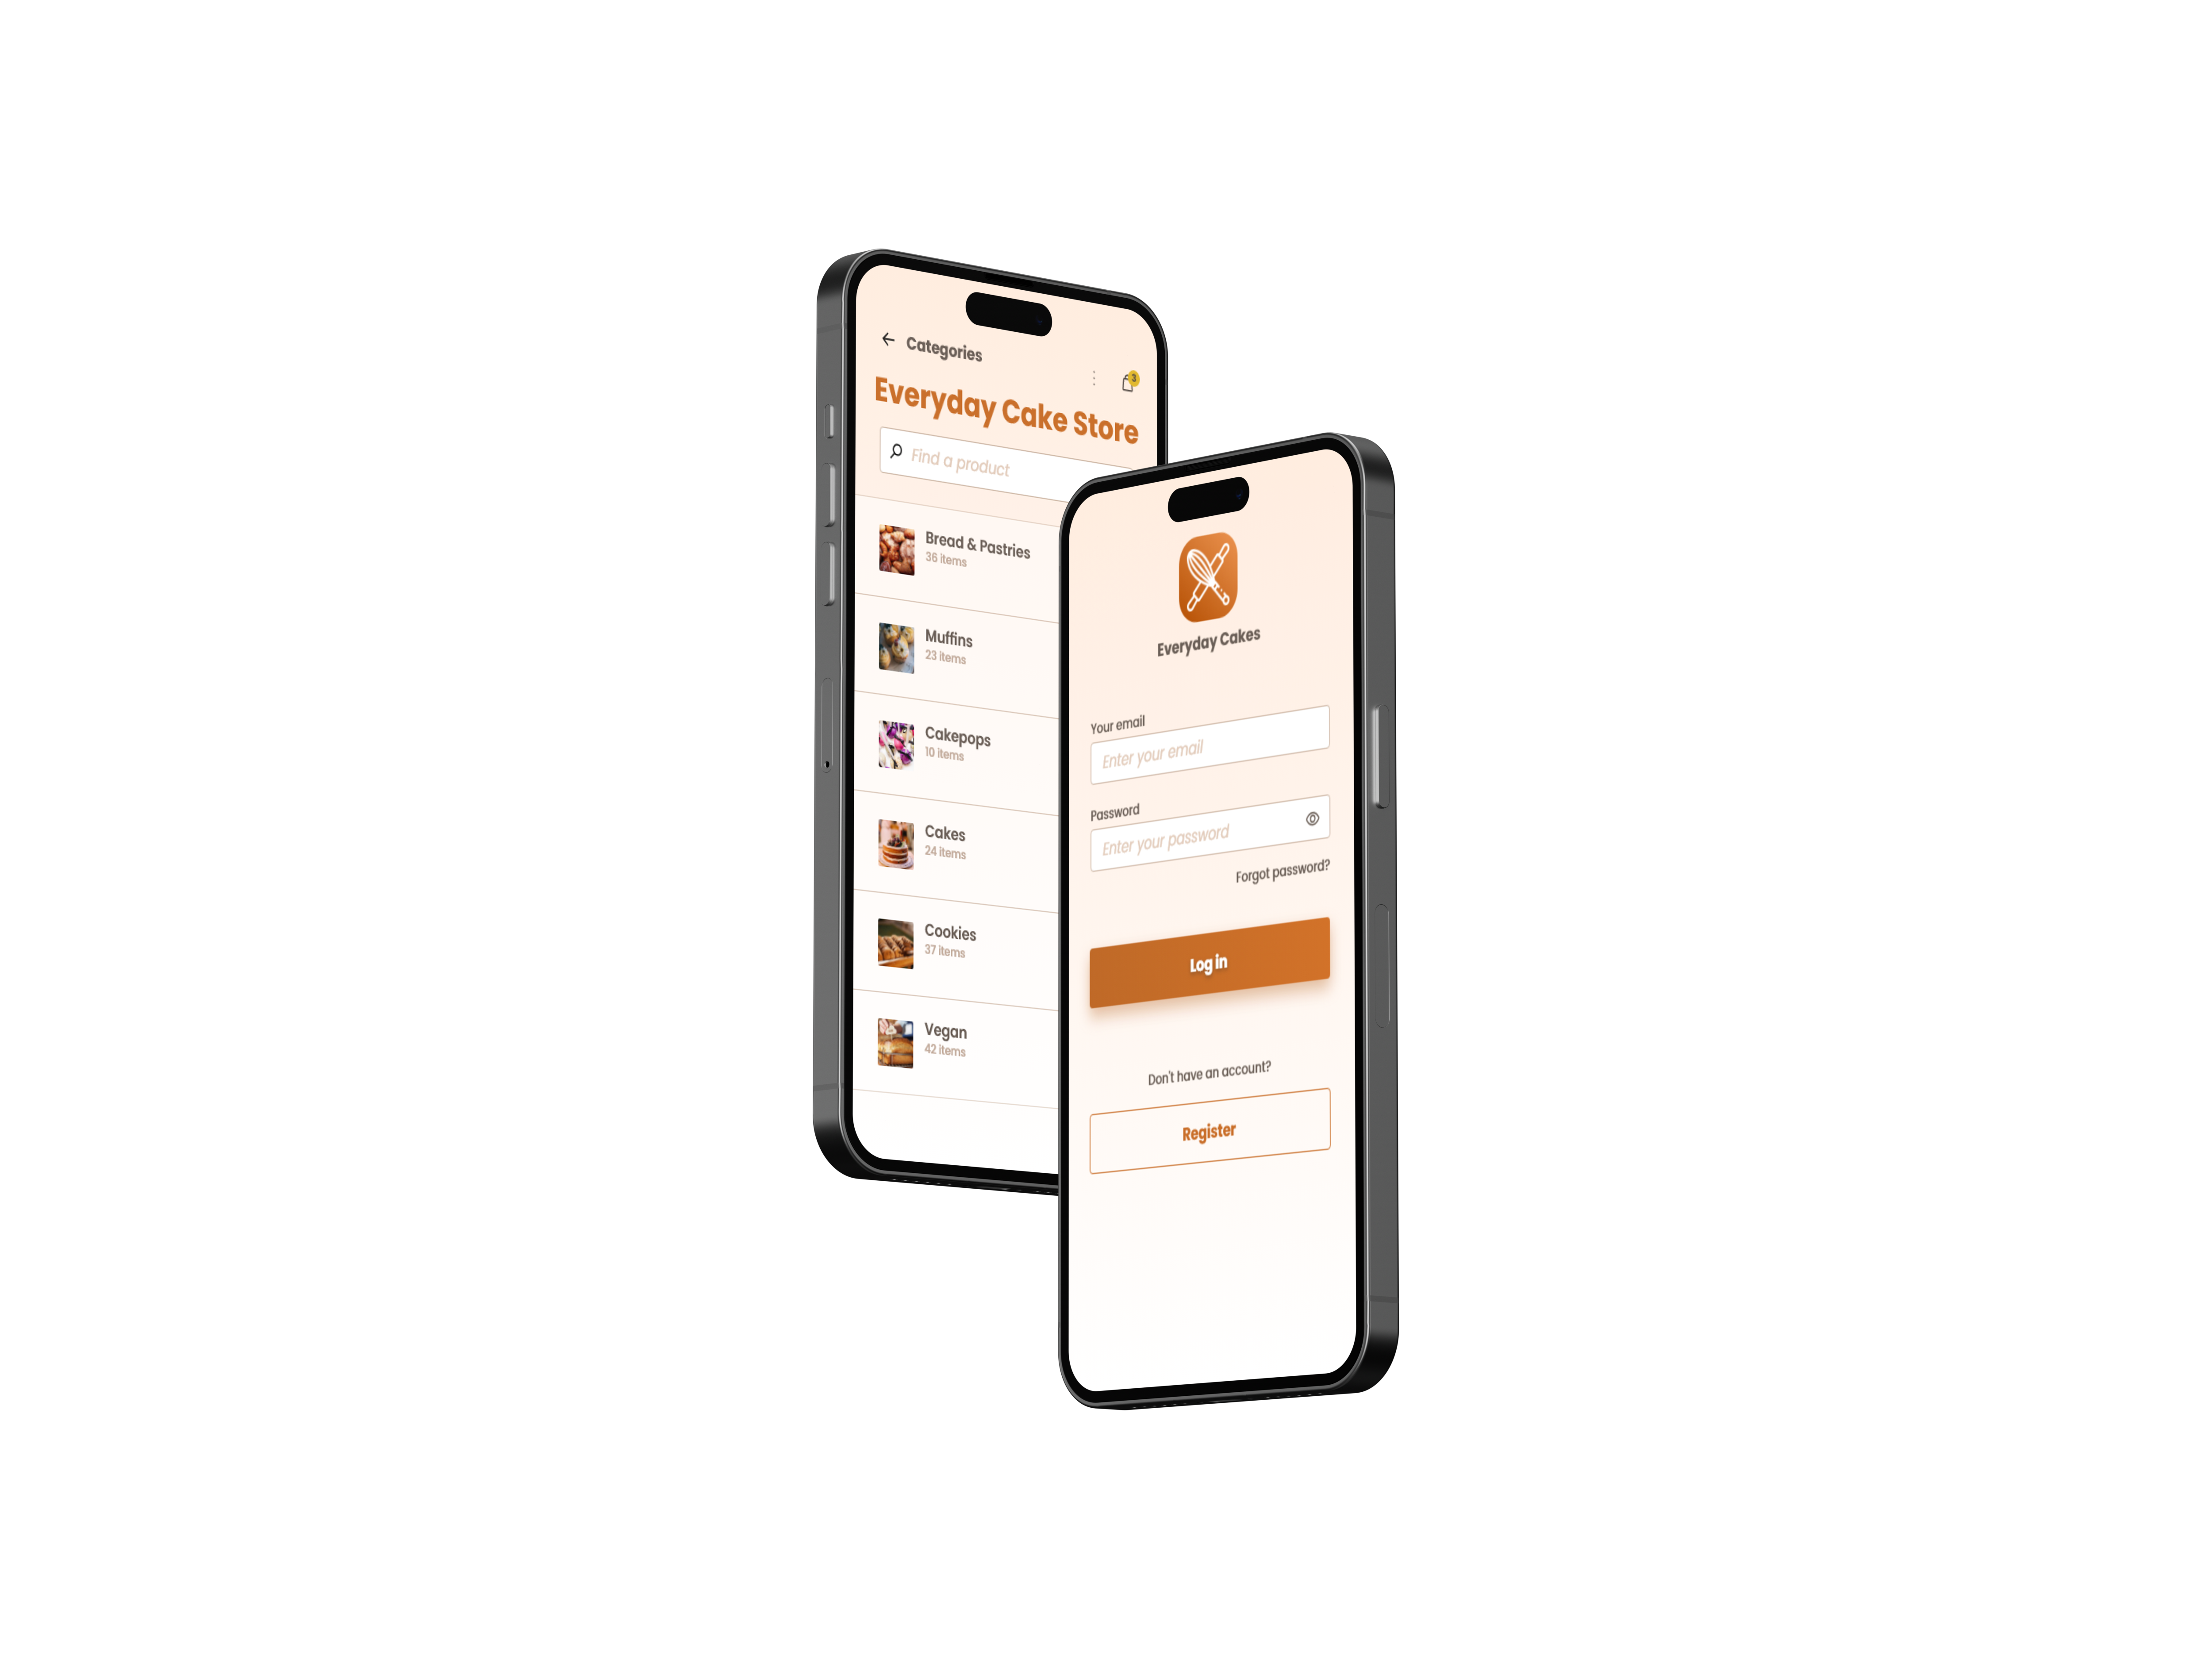 Categories
3
Everyday Cake Store
Find a product
Bread & Pastries
36 items
Muffins
23 items
Cakepops
10 items
Cakes
24 items
Cookies
37 items
Vegan
42 items
Everyday Cakes
Your email
Enter your email
Password
Enter your password
Forgot password?
Log in
Don't have an account?
Register